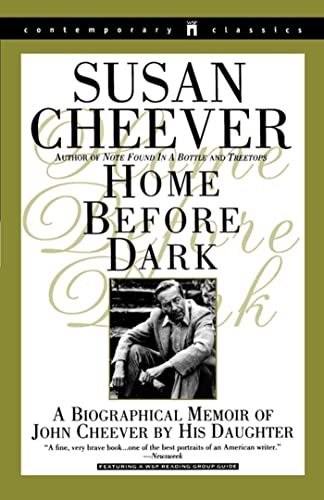 contemporary WSP classics
SUSAN
CHEEVER
AUTHOR OF NOTE FOUND IN A BOTTLE AND TREETOPS
HOME
BEFORE
DARK
Home
Before
Dark
A BIOGRAPHICAL MEMOIR OF
JOHN CHEEVER BY HIS DAUGHTER
"A fine, very brave book...one of the best portraits of an American writer."
—Newsweek
FEATURING A WSP READING GROUP GUIDE